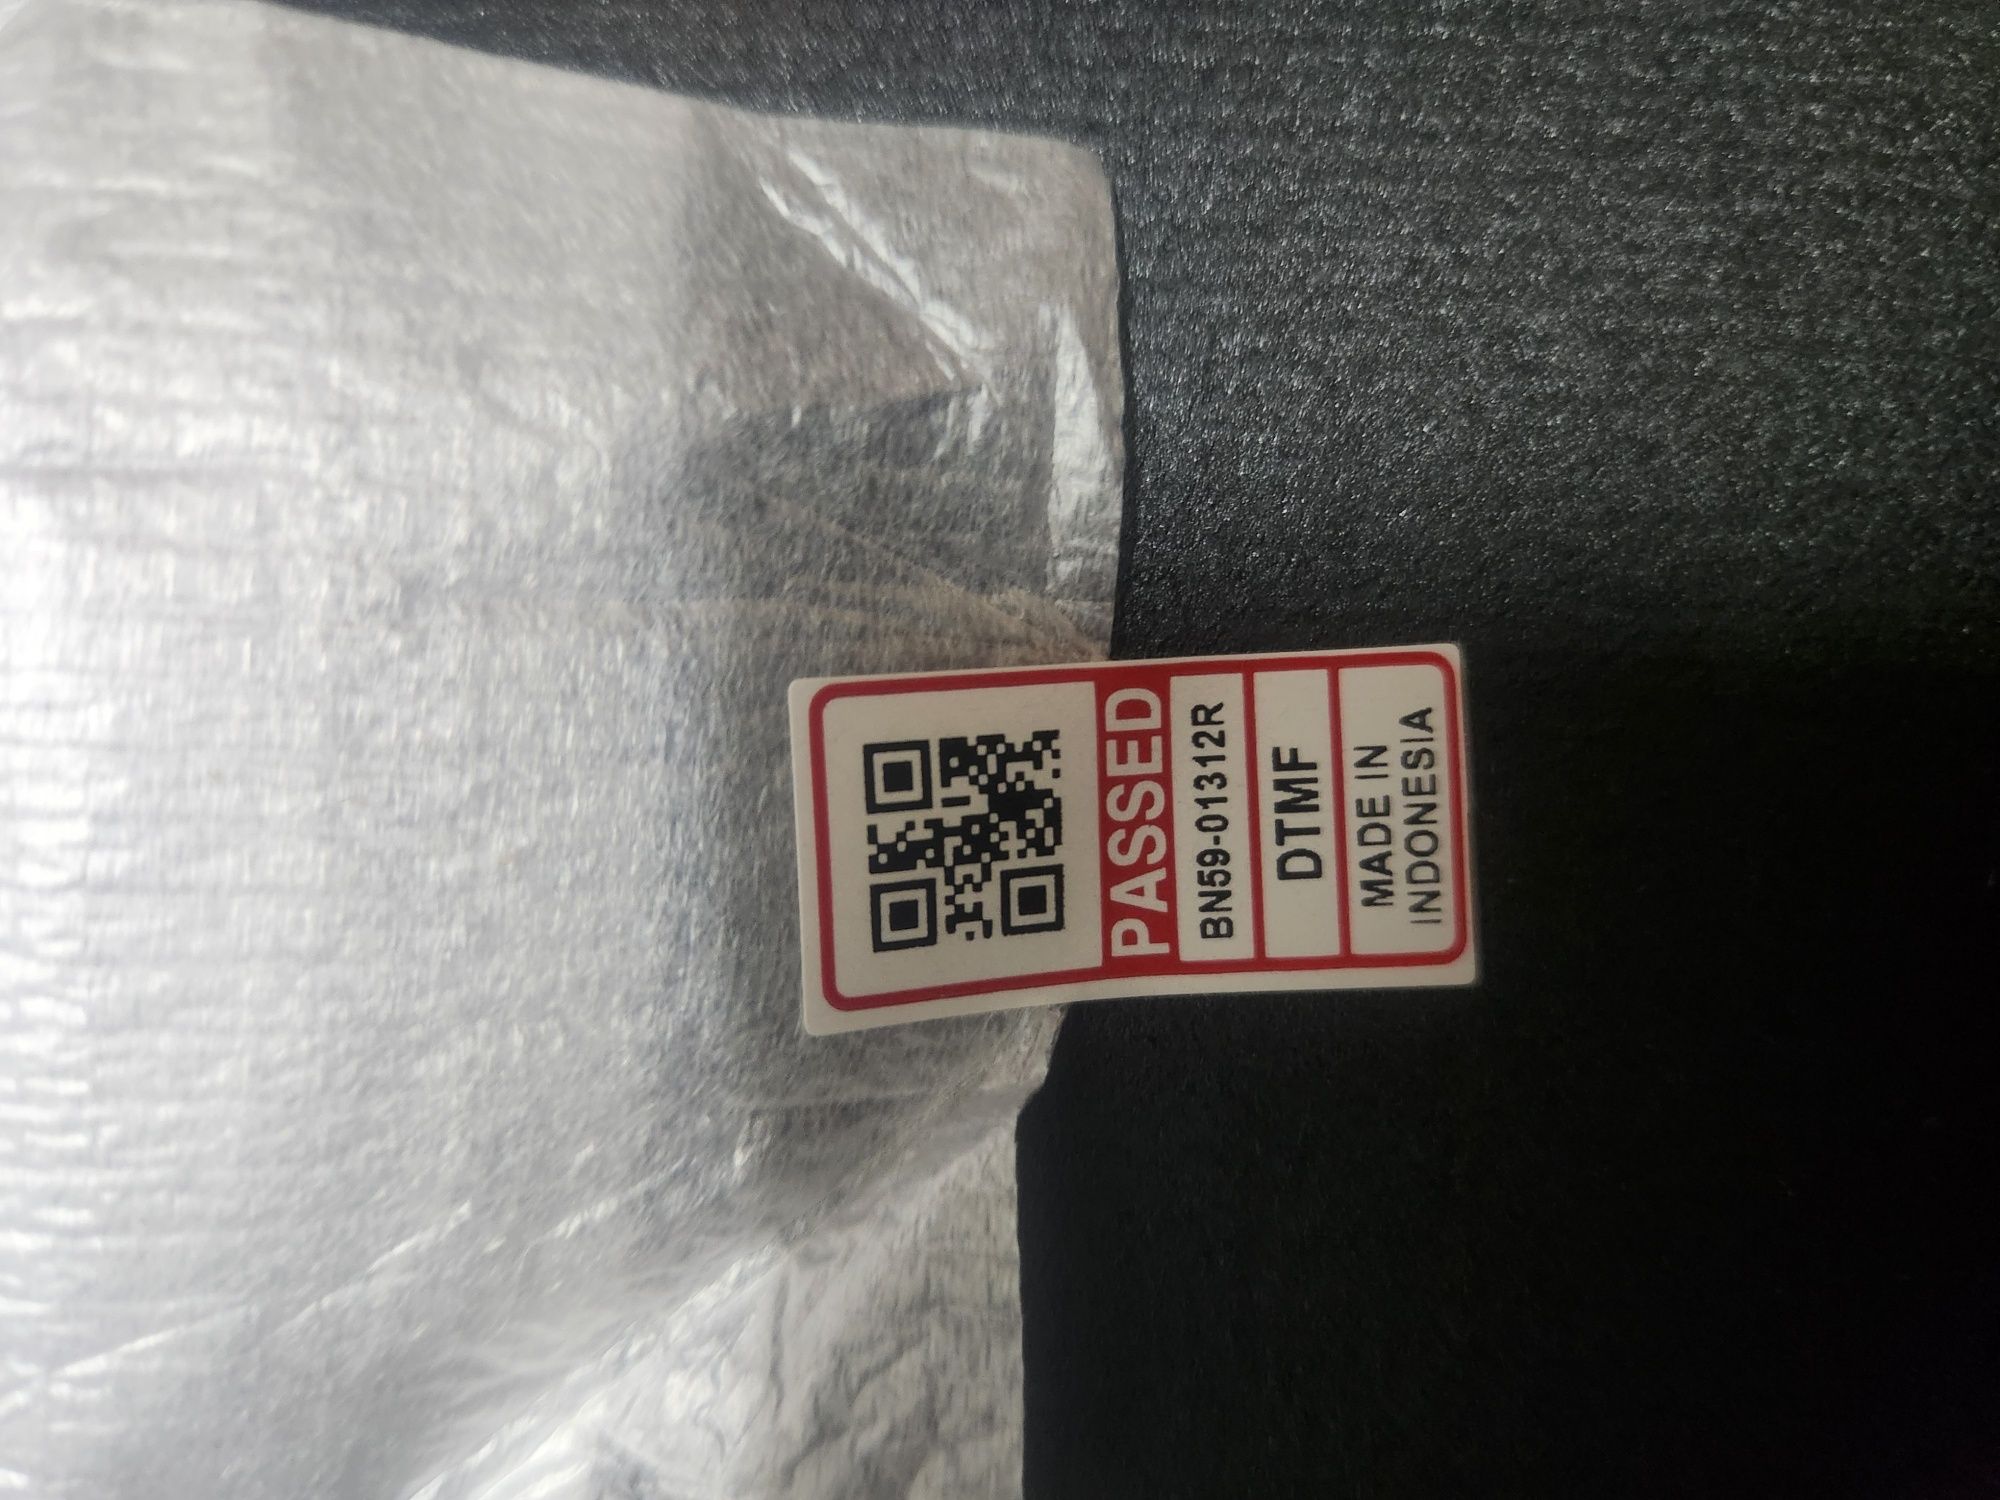 PASSED
BN59-01312R
DTMF
MADE IN
INDONESIA